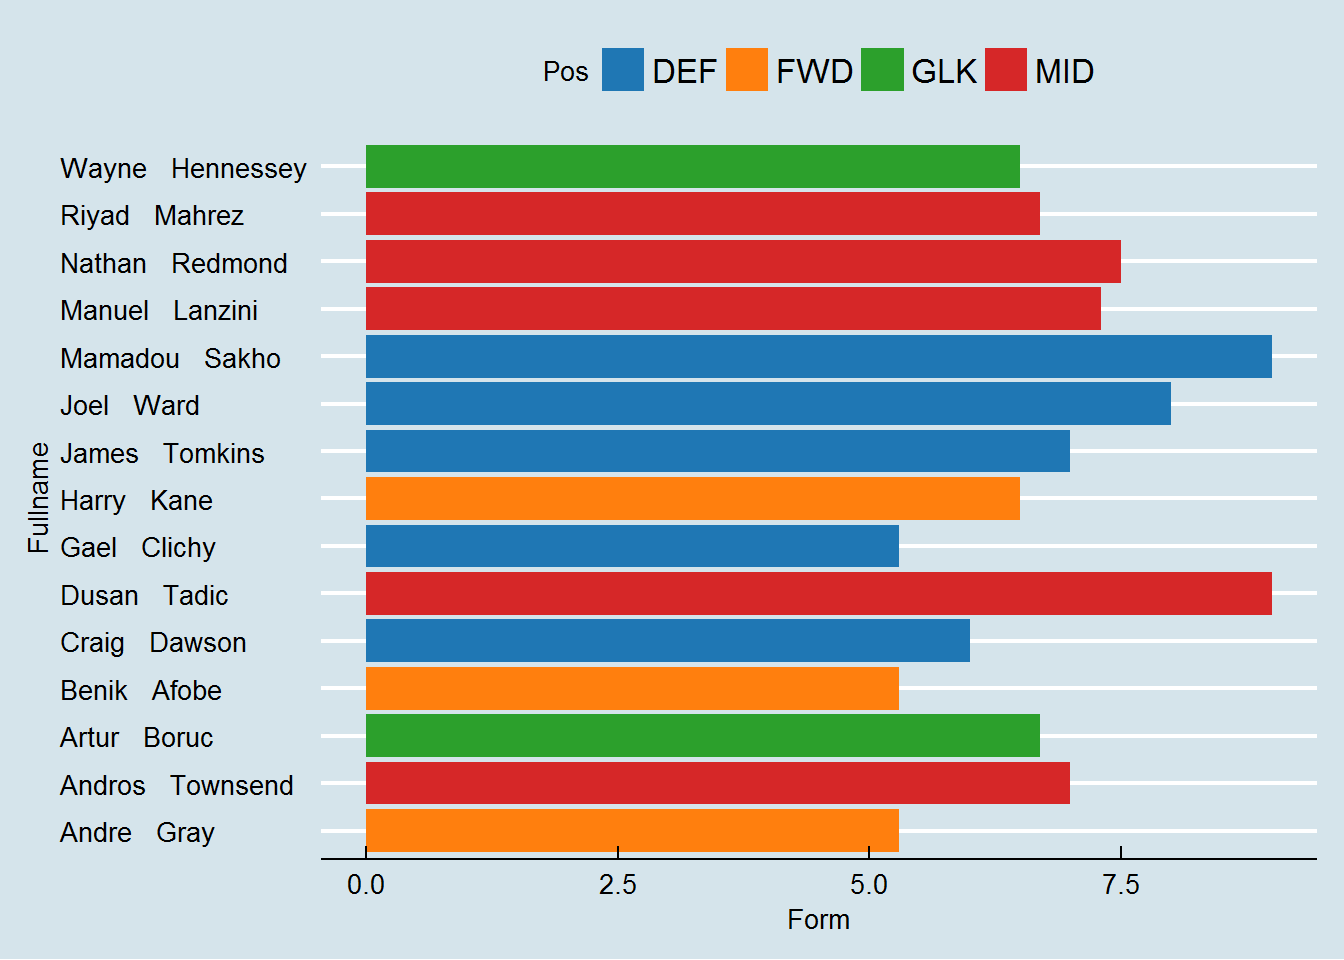 Pos DEF FWD GLK MID
Wayne Hennessey
Riyad Mahrez
Nathan Redmond
Manuel Lanzini
Mamadou Sakho
Joel Ward
James Tomkins
Harry Kane
Gael Clichy
Dusan Tadic
Craig Dawson
Benik Afobe
Artur Boruc
Andros Townsend
Andre Gray
Fullname
0.0 2.5 5.0 7.5
Form